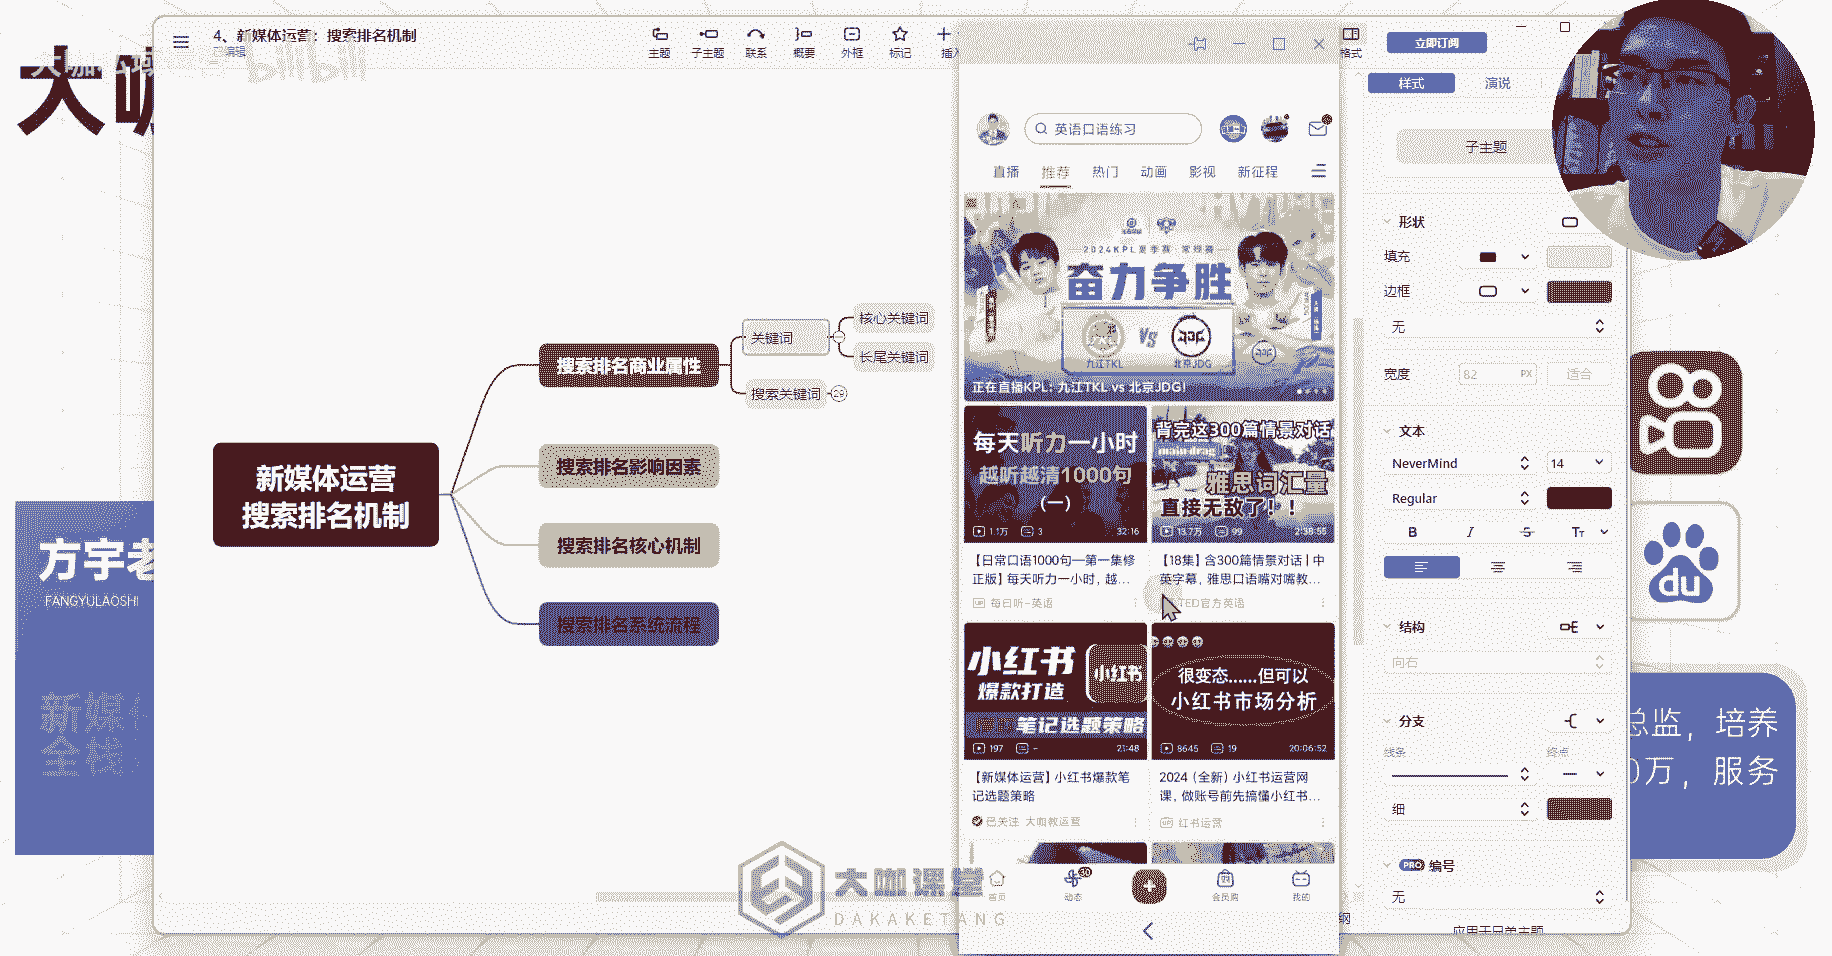 4、新媒体运营：搜索排名机制
已编辑
bilibili
主题
子主题
联系
概要
外框
标记
格式
立即订阅
样式
演说
子主题
形状
填充
边框
无
宽度
82
PX
适合
文本
NeverMind
14
Regular
B
I
S
结构
向右
分支
线条
终点
细
PRO
编号
无
新媒体运营
搜索排名机制
搜索排名商业属性
关键词
核心关键词
长尾关键词
搜索关键词
29
搜索排名影响因素
搜索排名核心机制
搜索排名系统流程
英语口语练习
直播
推荐
热门
动画
影视
新征程
2024KPL夏季赛 常规赛
奋力争胜
VS
九江TKL
北京JDG
正在直播KPL：九江TKL vs 北京JDG!
每天听力一小时
越听越清1000句
（一）
1.1万
3
32:16
背完这300篇情景对话
雅思词汇量
直接无敌了！！
13.7万
99
2:38:55
【日常口语1000句—第一集修
正版】每天听力一小时，越...
每日听-英语
【18集】含300篇情景对话 | 中
英字幕，雅思口语嘴对嘴教...
TED官方英语
小红书
爆款打造
小红书
笔记选题策略
197
-
21:48
很变态......但可以
小红书市场分析
8645
19
20:06:52
【新媒体运营】小红书爆款笔
记选题策略
已关注 大咖教运营
2024（全新）小红书运营网
课，做账号前先搞懂小红书...
红书运营
首页
动态
30
会员购
我的
大咖课堂
DAKAKETANG
方宇老
FANGYULAOSHI
新媒体
全栈
总监，培养
0万，服务
du